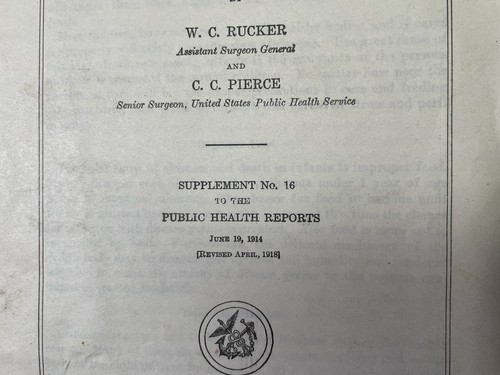 BY
W. C. RUCKER
Assistant Surgeon General
AND
C. C. PIERCE
Senior Surgeon, United States Public Health Service
SUPPLEMENT No. 16
TO THE
PUBLIC HEALTH REPORTS
JUNE 19, 1914
[REVISED APRIL, 1918]